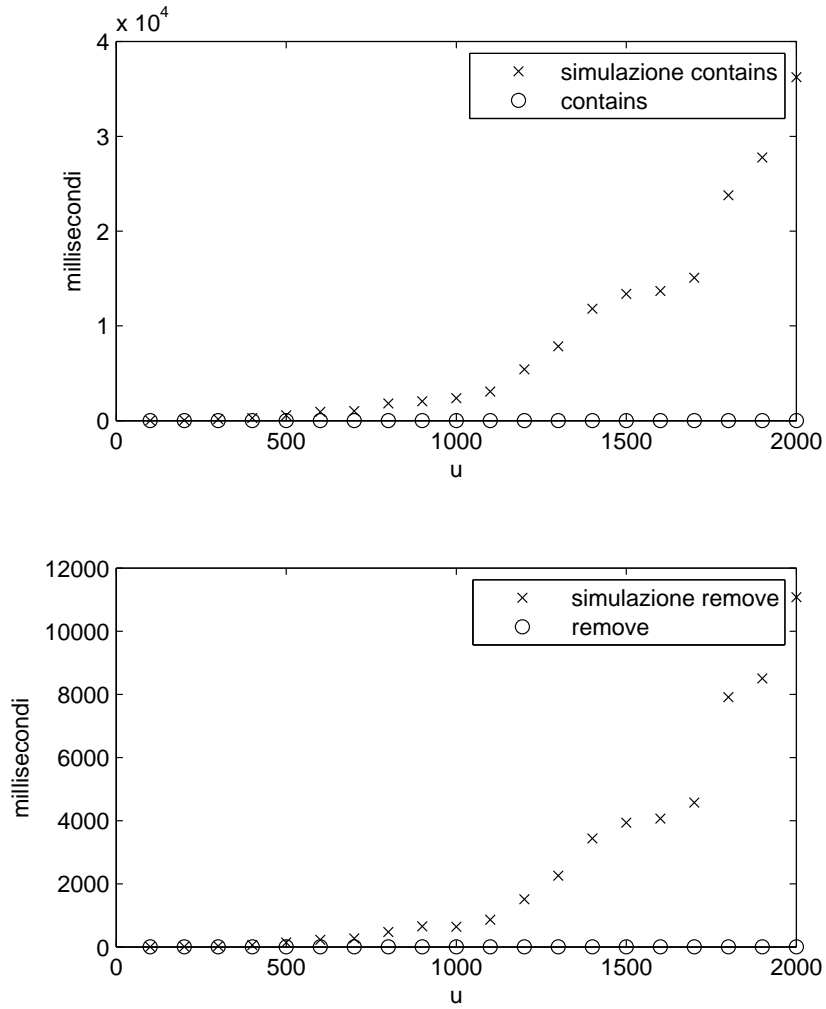 x 10^4
4
simulazione contains
contains
3
millisecondi
2
1
0
0 500 1000 1500 2000
u
12000
simulazione remove
remove
10000
8000
millisecondi
6000
4000
2000
0
0 500 1000 1500 2000
u